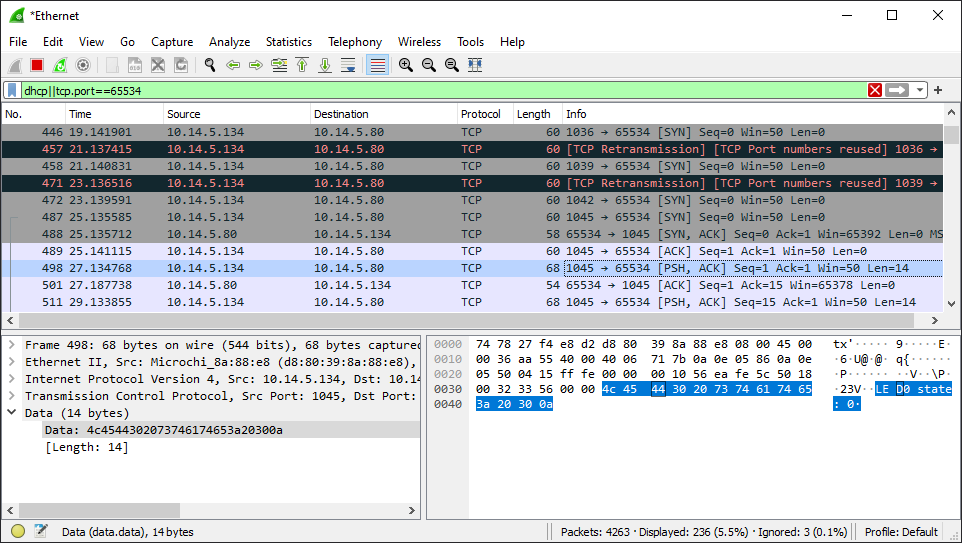 *Ethernet
File Edit View Go Capture Analyze Statistics Telephony Wireless Tools Help
dhcp||tcp.port==65534
No. Time Source Destination Protocol Length Info
446 19.141901 10.14.5.134 10.14.5.80 TCP 60 1036 → 65534 [SYN] Seq=0 Win=50 Len=0
457 21.137415 10.14.5.134 10.14.5.80 TCP 60 [TCP Retransmission] [TCP Port numbers reused] 1036 →
458 21.140831 10.14.5.134 10.14.5.80 TCP 60 1039 → 65534 [SYN] Seq=0 Win=50 Len=0
471 23.136516 10.14.5.134 10.14.5.80 TCP 60 [TCP Retransmission] [TCP Port numbers reused] 1039 →
472 23.139591 10.14.5.134 10.14.5.80 TCP 60 1042 → 65534 [SYN] Seq=0 Win=50 Len=0
487 25.135585 10.14.5.134 10.14.5.80 TCP 60 1045 → 65534 [SYN] Seq=0 Win=50 Len=0
488 25.135712 10.14.5.80 10.14.5.134 TCP 58 65534 → 1045 [SYN, ACK] Seq=0 Ack=1 Win=65392 Len=0 MS
489 25.141115 10.14.5.134 10.14.5.80 TCP 60 1045 → 65534 [ACK] Seq=1 Ack=1 Win=50 Len=0
498 27.134768 10.14.5.134 10.14.5.80 TCP 68 1045 → 65534 [PSH, ACK] Seq=1 Ack=1 Win=50 Len=14
501 27.187738 10.14.5.80 10.14.5.134 TCP 54 65534 → 1045 [ACK] Seq=1 Ack=15 Win=65378 Len=0
511 29.133855 10.14.5.134 10.14.5.80 TCP 68 1045 → 65534 [PSH, ACK] Seq=15 Ack=1 Win=50 Len=14
Frame 498: 68 bytes on wire (544 bits), 68 bytes captured
Ethernet II, Src: Microchi_8a:88:e8 (d8:80:39:8a:88:e8),
Internet Protocol Version 4, Src: 10.14.5.134, Dst: 10.14
Transmission Control Protocol, Src Port: 1045, Dst Port:
Data (14 bytes)
Data: 4c4544302073746174653a20300a
[Length: 14]
0000 74 78 27 f4 e8 d2 d8 80 39 8a 88 e8 08 00 45 00 tx'····· 9·····E·
0010 00 36 aa 55 40 00 40 06 71 7b 0a 0e 05 86 0a 0e ·6·U@·@· q{······
0020 05 50 04 15 ff fe 00 00 00 10 56 ea fe 5c 50 18 ·P······ ··V··\P·
0030 00 32 33 56 00 00 4c 45 44 30 20 73 74 61 74 65 ·23V··LE D0 state
0040 3a 20 30 0a : 0·
Data (data.data), 14 bytes
Packets: 4263 · Displayed: 236 (5.5%) · Ignored: 3 (0.1%)
Profile: Default